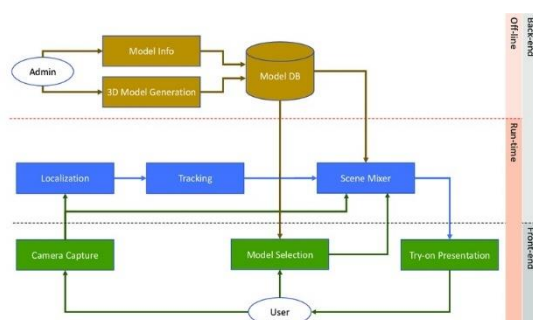 Model Info
Admin
Model DB
3D Model Generation
Off-line
Back-end
Run-time
Localization
Tracking
Scene Mixer
Front-end
Camera Capture
Model Selection
Try-on Presentation
User